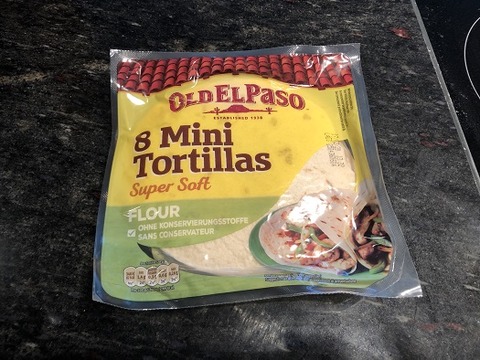 OLD EL PASO
ESTABLISHED 1938
8 Mini
Tortillas
Super Soft
FLOUR
OHNE KONSERVIERUNGSSTOFFE
SANS CONSERVATEUR